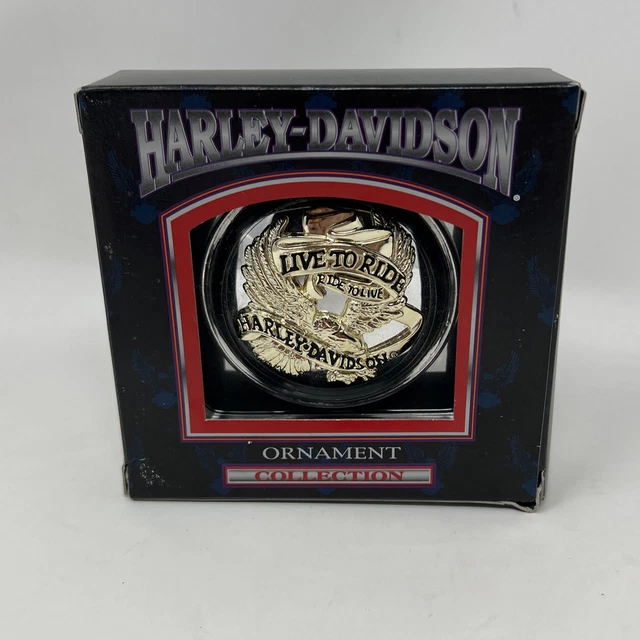 HARLEY-DAVIDSON®
LIVE TO RIDE
RIDE TO LIVE
HARLEY-DAVIDSON
ORNAMENT
COLLECTION